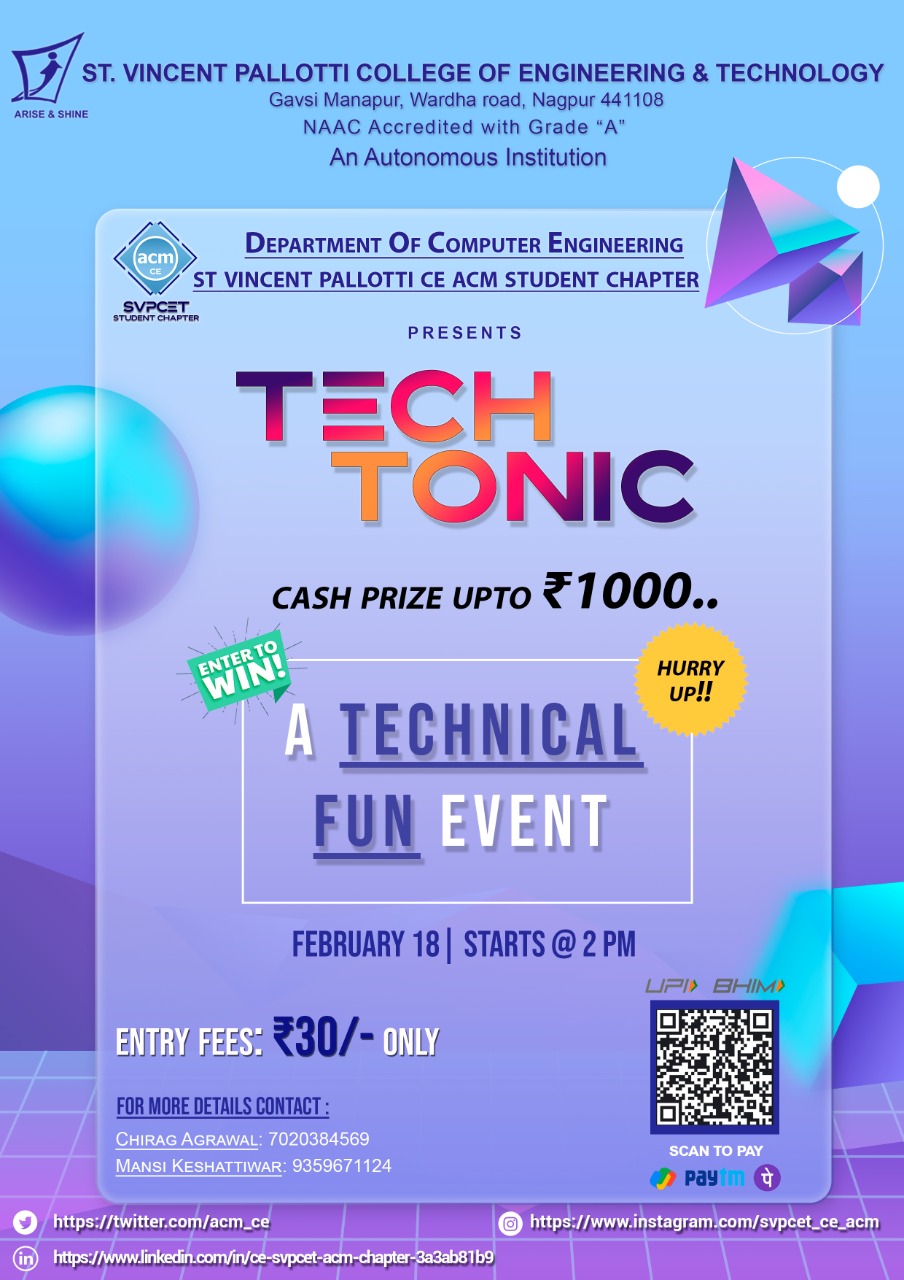 ST. VINCENT PALLOTTI COLLEGE OF ENGINEERING & TECHNOLOGY
ARISE & SHINE
Gavsi Manapur, Wardha road, Nagpur 441108
NAAC Accredited with Grade “A”
An Autonomous Institution
acm
CE
SVPCET
STUDENT CHAPTER
DEPARTMENT OF COMPUTER ENGINEERING
ST VINCENT PALLOTTI CE ACM STUDENT CHAPTER
PRESENTS
TECH
TONIC
CASH PRIZE UPTO ₹1000..
ENTER TO
WIN!
HURRY
UP!!
A TECHNICAL
FUN EVENT
FEBRUARY 18| STARTS @ 2 PM
UPI BHIM
ENTRY FEES: ₹30/- ONLY
FOR MORE DETAILS CONTACT :
CHIRAG AGRAWAL: 7020384569
MANSI KESHATTIWAR: 9359671124
SCAN TO PAY
paytm पे
https://twitter.com/acm_ce
https://www.instagram.com/svpcet_ce_acm
in https://www.linkedin.com/in/ce-svpcet-acm-chapter-3a3ab81b9